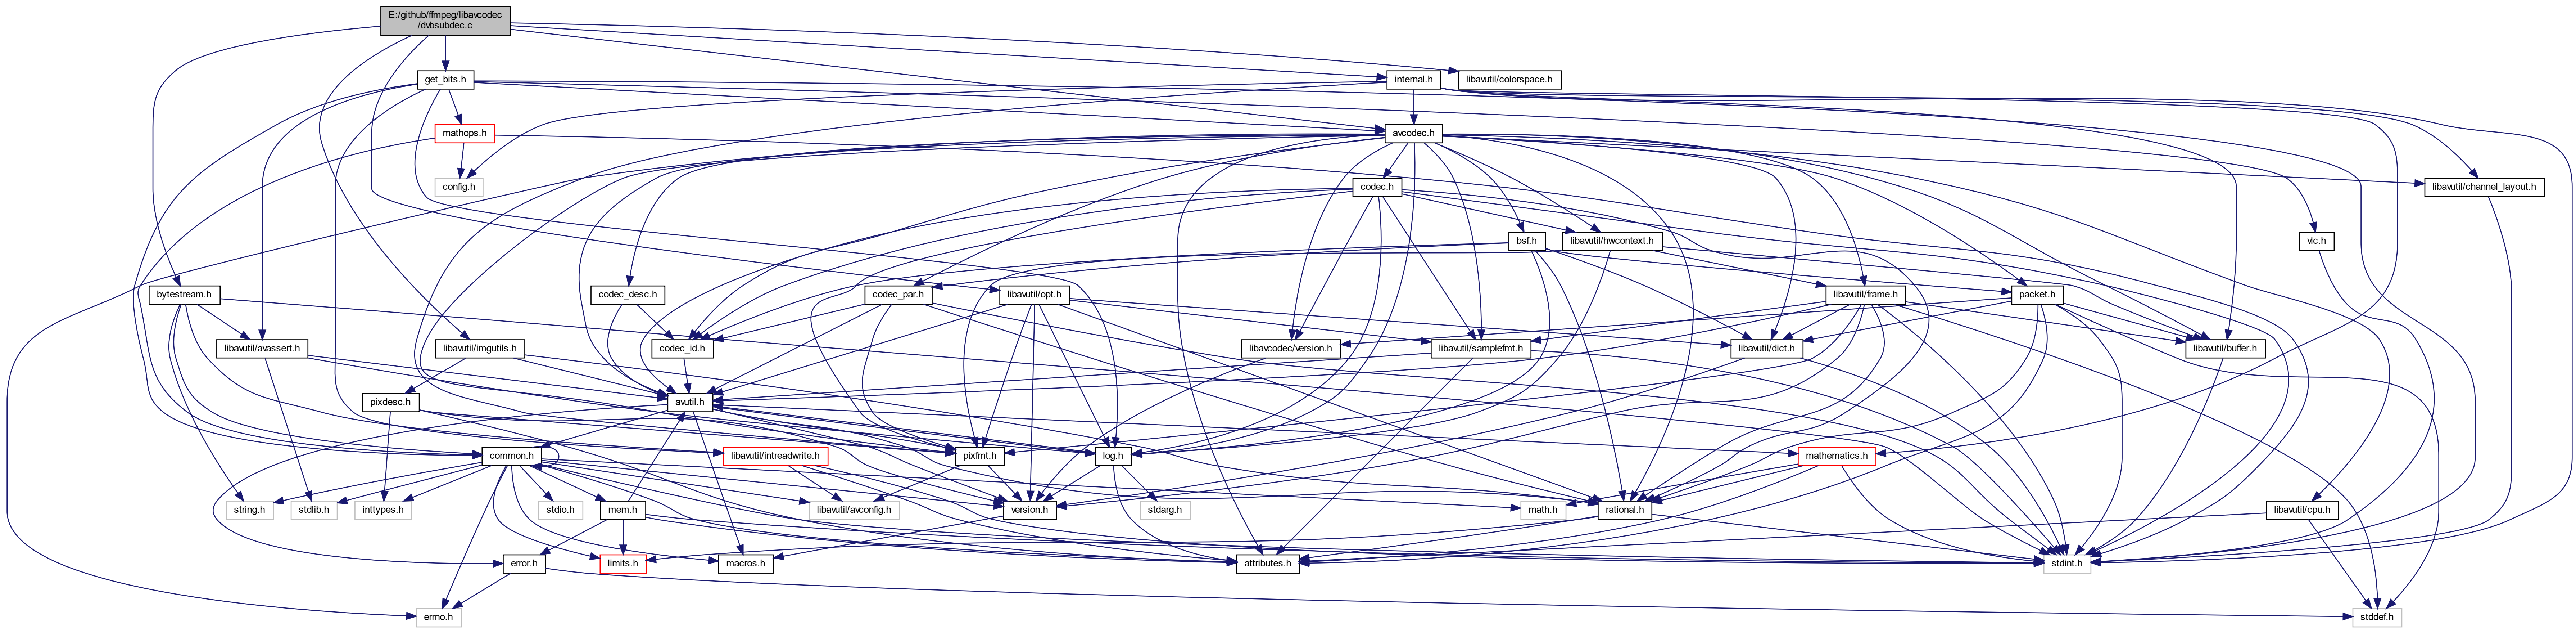 E:/github/ffmpeg/libavcodec
/dvbsubdec.c
get_bits.h
internal.h
libavutil/colorspace.h
mathops.h
avcodec.h
config.h
codec.h
libavutil/channel_layout.h
bsf.h
libavutil/hwcontext.h
vlc.h
bytestream.h
codec_desc.h
codec_par.h
libavutil/opt.h
libavutil/frame.h
packet.h
libavutil/avassert.h
libavutil/imgutils.h
codec_id.h
libavcodec/version.h
libavutil/samplefmt.h
libavutil/dict.h
libavutil/buffer.h
pixdesc.h
avutil.h
common.h
libavutil/intreadwrite.h
pixfmt.h
log.h
mathematics.h
string.h
stdlib.h
inttypes.h
stdio.h
mem.h
libavutil/avconfig.h
version.h
stdarg.h
math.h
rational.h
libavutil/cpu.h
error.h
limits.h
macros.h
attributes.h
stdint.h
errno.h
stddef.h